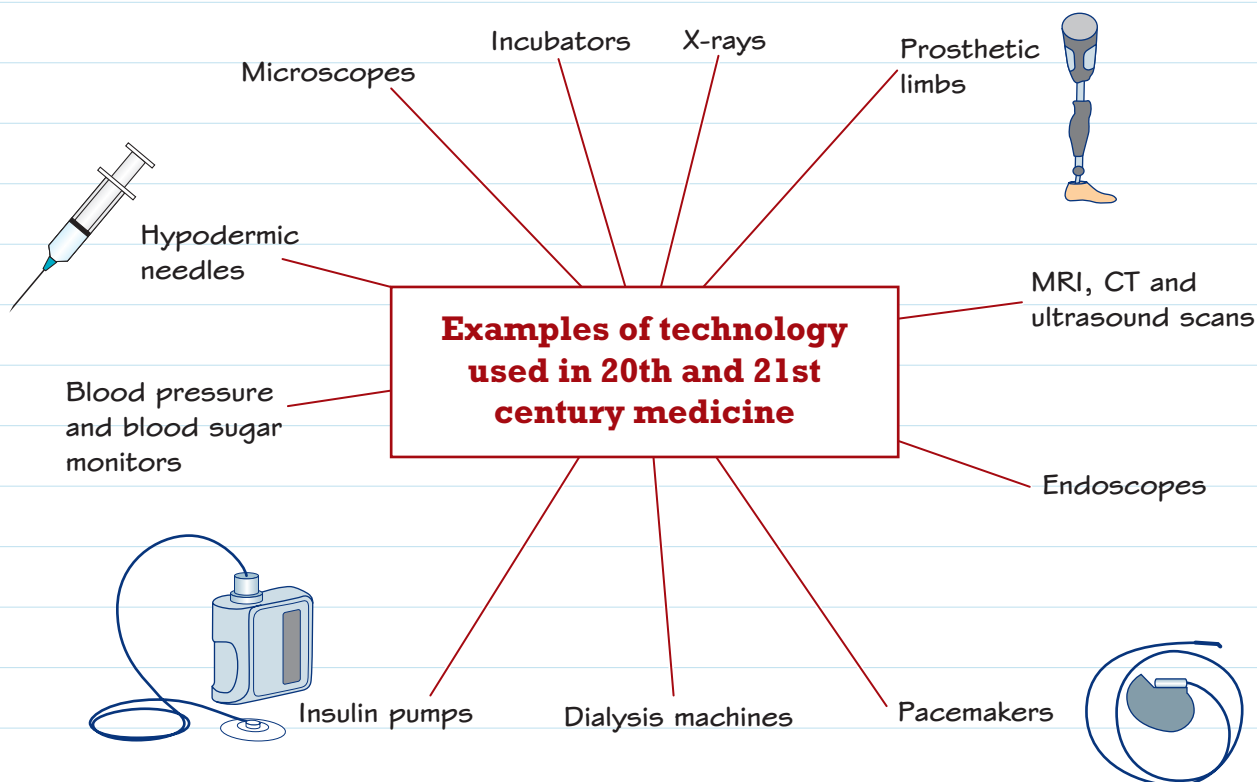 Incubators
X-rays
Prosthetic
limbs
Microscopes
Hypodermic
needles
MRI, CT and
ultrasound scans
Examples of technology
used in 20th and 21st
century medicine
Blood pressure
and blood sugar
monitors
Endoscopes
Insulin pumps
Dialysis machines
Pacemakers